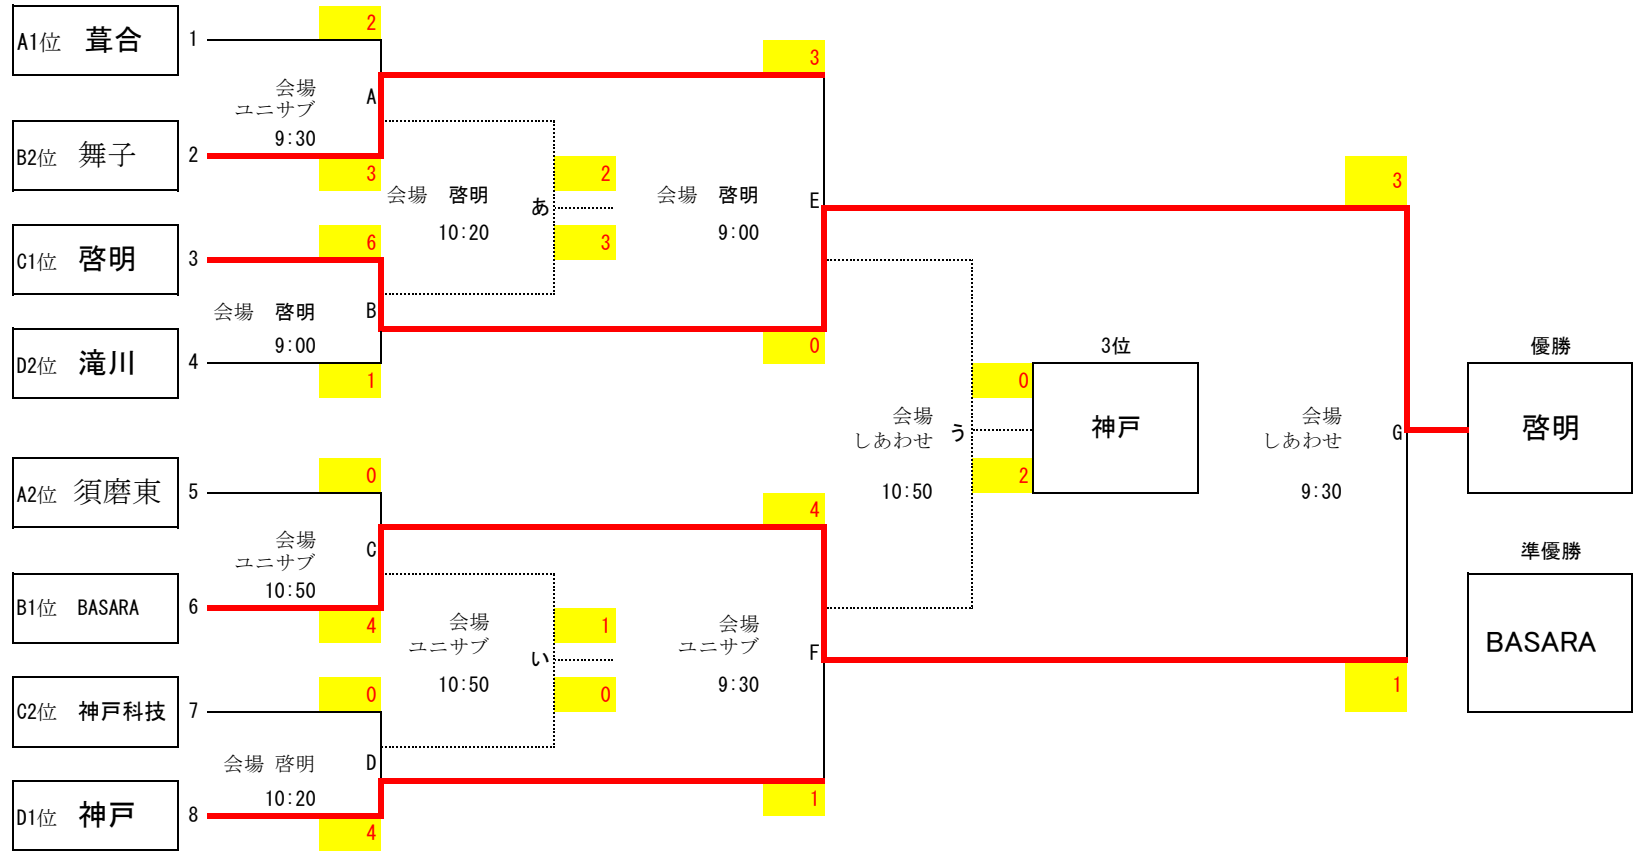 A1位 葺合 1
2
会場
ユニサブ
9:30
A
B2位 舞子 2
3
C1位 啓明 3
6
会場 啓明
9:00
B
D2位 滝川 4
1
会場 啓明
10:20
あ
2
3
3
会場 啓明
9:00
E
0
A2位 須磨東 5
0
会場
ユニサブ
10:50
C
B1位 BASARA 6
4
C2位 神戸科技 7
0
会場 啓明
10:20
D
D1位 神戸 8
4
会場
ユニサブ
10:50
い
1
0
4
会場
ユニサブ
9:30
F
1
会場
しあわせ
10:50
う
0
2
3位
神戸
3
会場
しあわせ
9:30
G
1
優勝
啓明
準優勝
BASARA